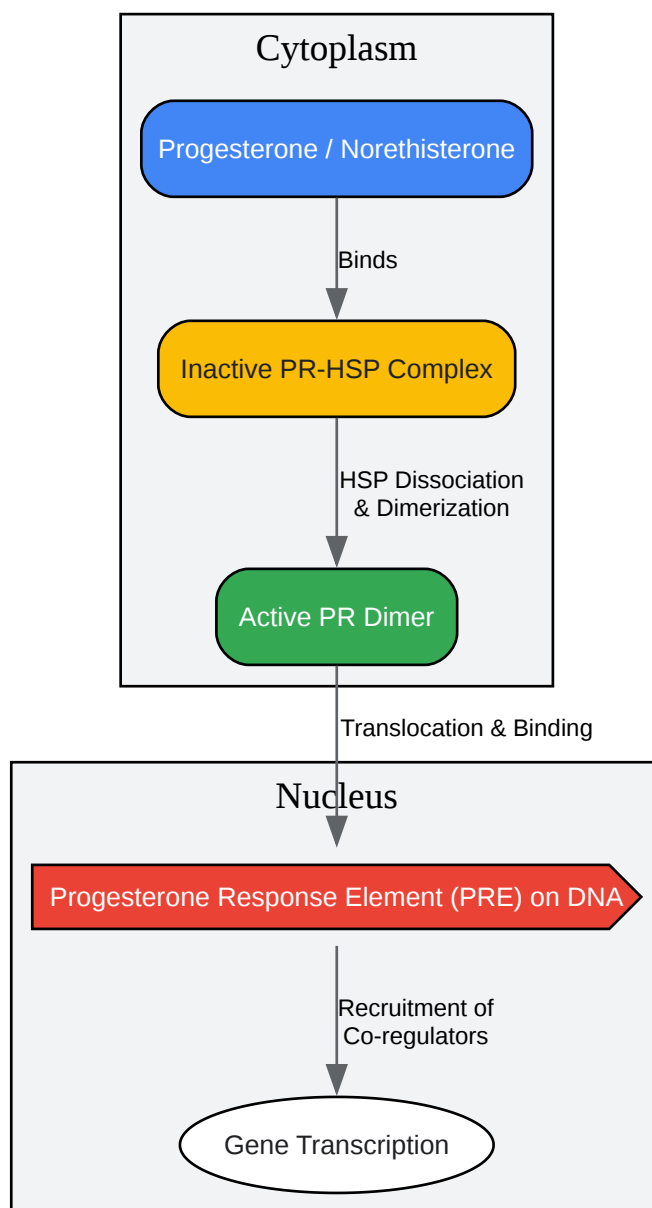 Cytoplasm
Progesterone / Norethisterone
Binds
Inactive PR-HSP Complex
HSP Dissociation
& Dimerization
Active PR Dimer
Translocation & Binding
Nucleus
Progesterone Response Element (PRE) on DNA
Recruitment of
Co-regulators
Gene Transcription